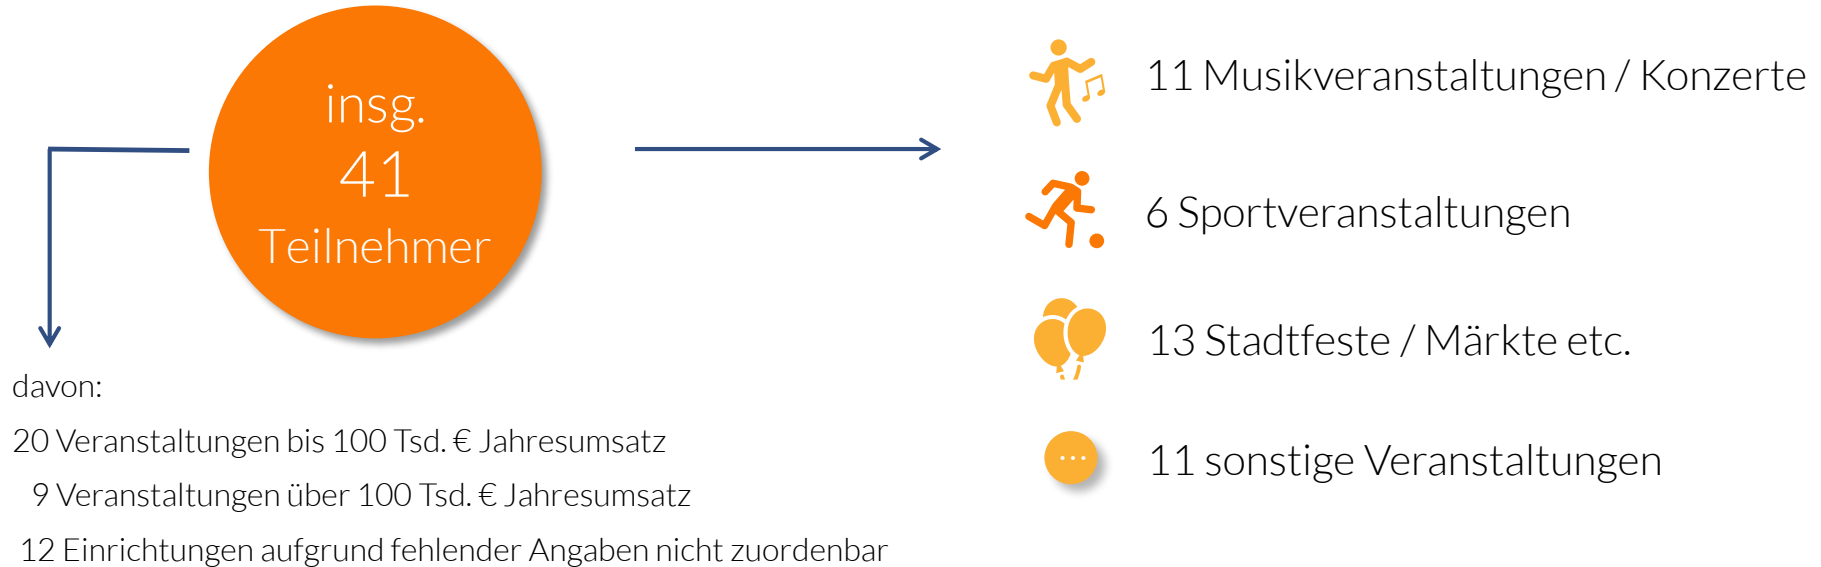 insg.
41
Teilnehmer
davon:
20 Veranstaltungen bis 100 Tsd. € Jahresumsatz
9 Veranstaltungen über 100 Tsd. € Jahresumsatz
12 Einrichtungen aufgrund fehlender Angaben nicht zuordenbar
11 Musikveranstaltungen / Konzerte
6 Sportveranstaltungen
13 Stadtfeste / Märkte etc.
11 sonstige Veranstaltungen